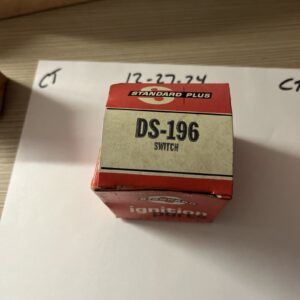 CT 12-27-24 CT
STANDARD PLUS
DS-196
SWITCH
ignition